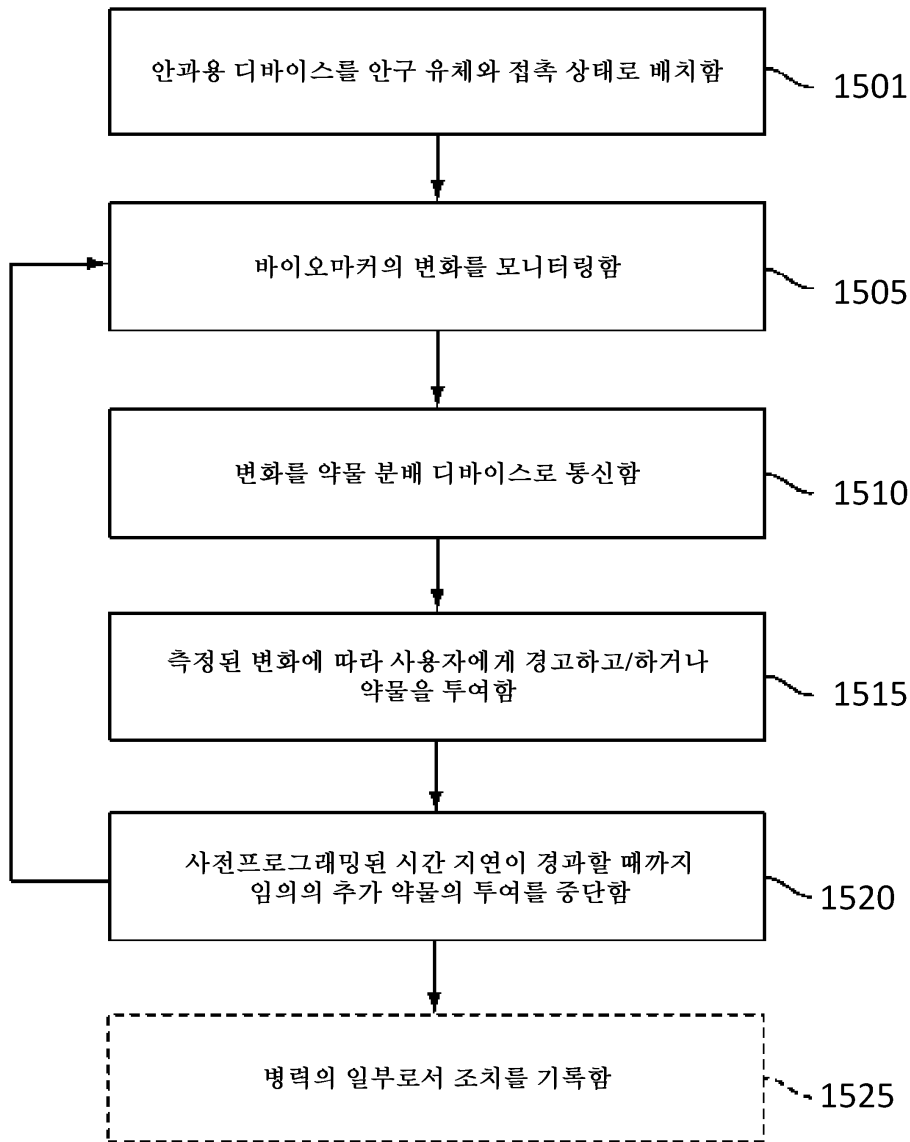 안과용 디바이스를 안구 유체와 접촉 상태로 배치함
1501
바이오마커의 변화를 모니터링함
1505
변화를 약물 분배 디바이스로 통신함
1510
측정된 변화에 따라 사용자에게 경고하고/하거나
약물을 투여함
1515
사전프로그래밍된 시간 지연이 경과할 때까지
임의의 추가 약물의 투여를 중단함
1520
병력의 일부로서 조치를 기록함
1525